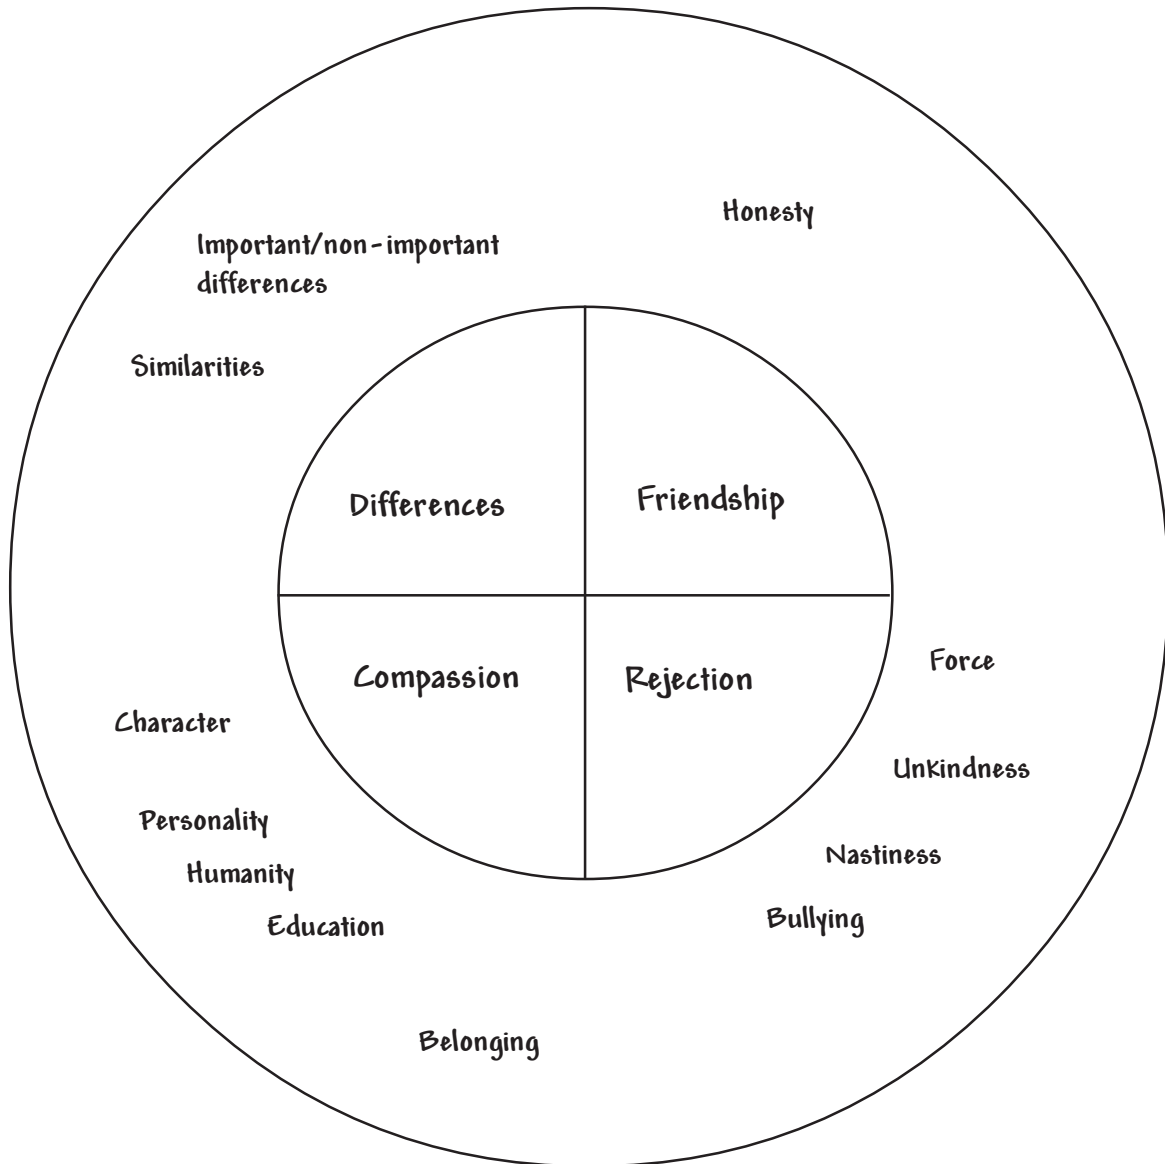 Honesty
Important/non-important
differences
Similarities
Differences
Friendship
Compassion
Rejection
Force
Character
Unkindness
Personality
Nastiness
Humanity
Education
Bullying
Belonging